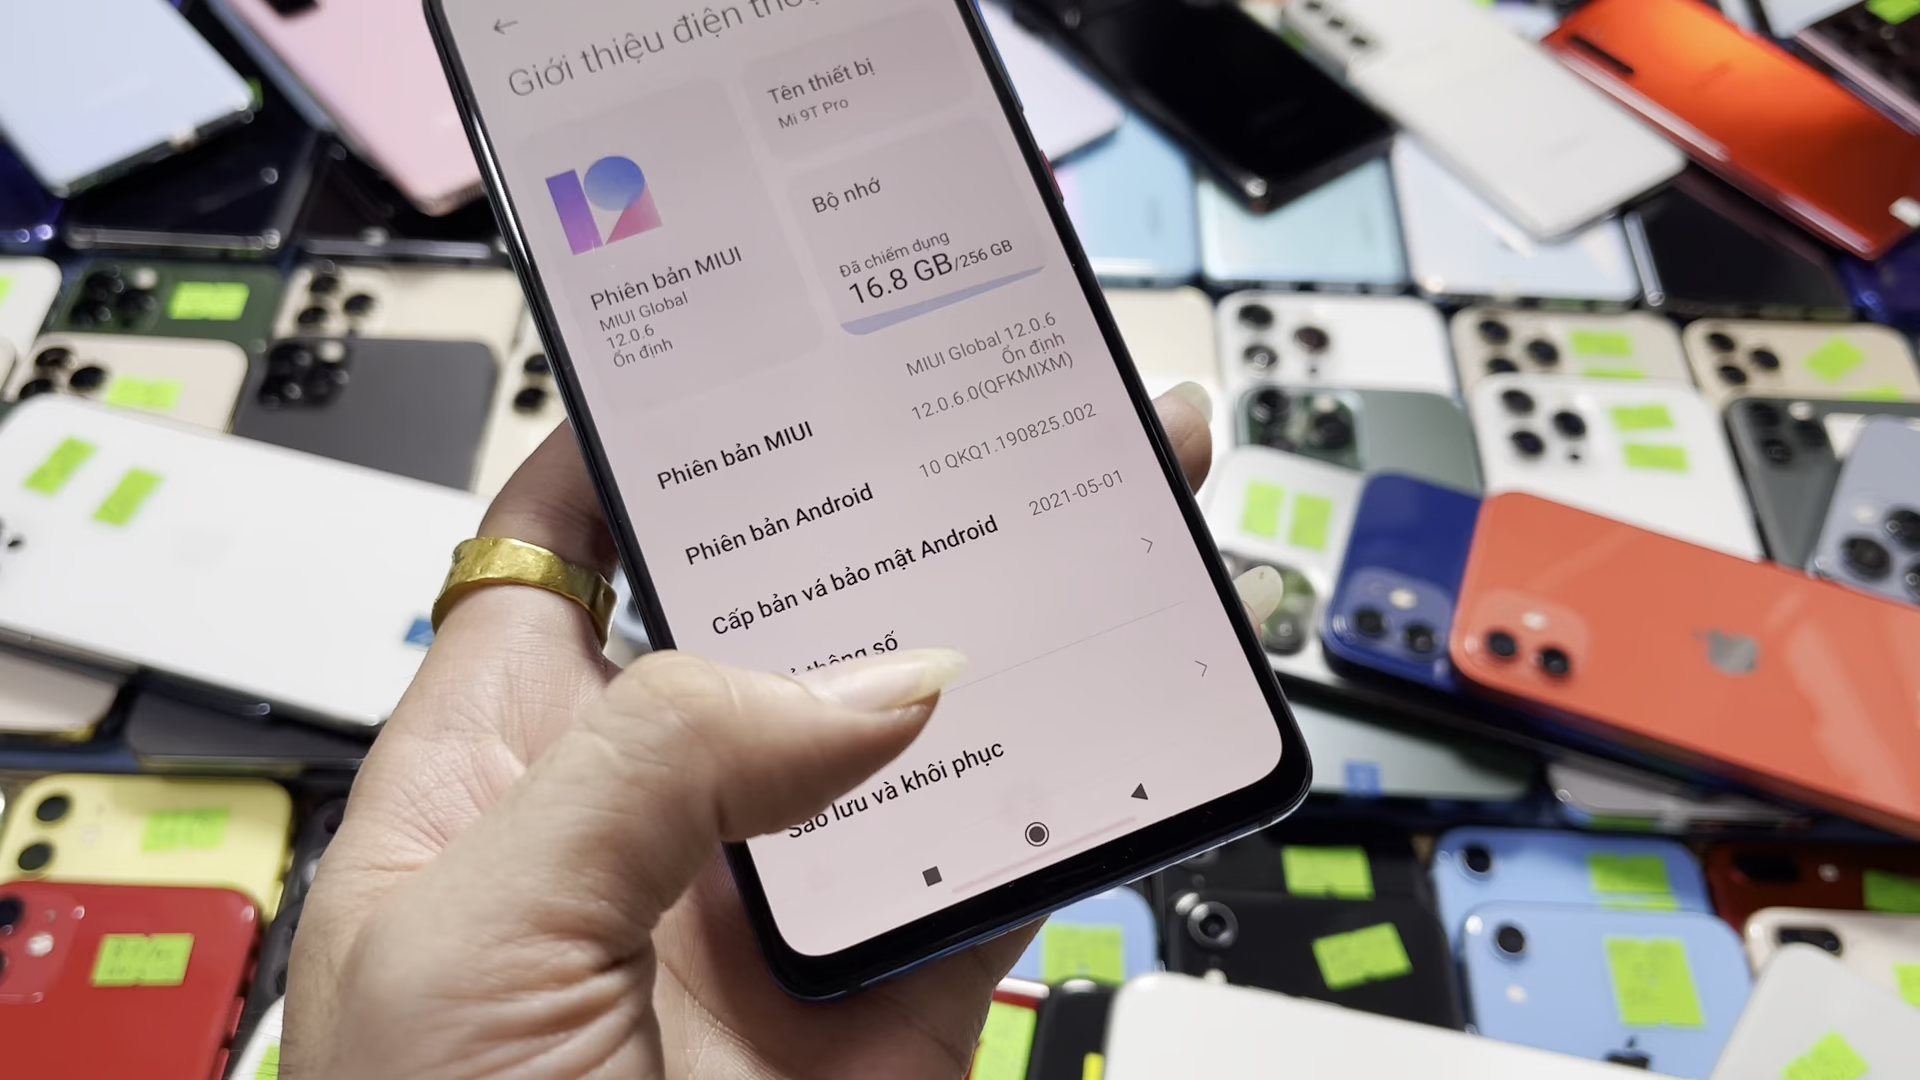 Giới thiệu điện
Tên thiết bị
Mi 9T Pro
Phiên bản MIUI
MIUI Global
12.0.6
Ổn định
Bộ nhớ
Đã chiếm dụng
16.8 GB/256 GB
Phiên bản MIUI
MIUI Global 12.0.6
Ổn định
12.0.6.0(QFKMIXM)
Phiên bản Android
10 QKQ1.190825.002
Cấp bản vá bảo mật Android
2021-05-01
thông số
Sao lưu và khôi phục